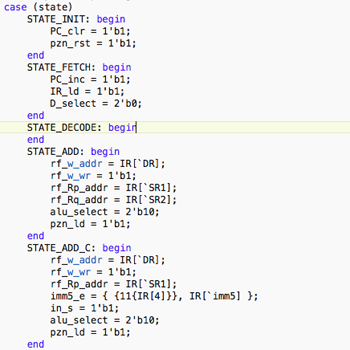 case (state)
STATE_INIT: begin
PC_clr = 1'b1;
pzn_rst = 1'b1;
end
STATE_FETCH: begin
PC_inc = 1'b1;
IR_ld = 1'b1;
D_select = 2'b0;
end
STATE_DECODE: begin
end
STATE_ADD: begin
rf_w_addr = IR[`DR];
rf_w_wr = 1'b1;
rf_Rp_addr = IR[`SR1];
rf_Rq_addr = IR[`SR2];
alu_select = 2'b10;
pzn_ld = 1'b1;
end
STATE_ADD_C: begin
rf_w_addr = IR[`DR];
rf_w_wr = 1'b1;
rf_Rp_addr = IR[`SR1];
imm5_e = { {11{IR[4]}}, IR[`imm5] };
in_s = 1'b1;
alu_select = 2'b10;
pzn_ld = 1'b1;
end